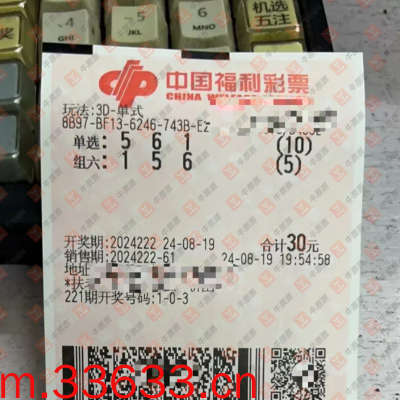 4
GHI
5
JKL
6
MNO
机选
五注
奖
中国福利彩票
CHINA WELFARE
玩法:3D-单式
8B97-BF13-6246-743B-E
单选: 5 6 1 (10)
组六: 1 5 6 (5)
开奖期:2024222 24-08-19 合计30元
销售期:2024222-61 24-08-19 19:54:58
地址
*扶
221期开奖号码:1-0-3
m.33633.cn